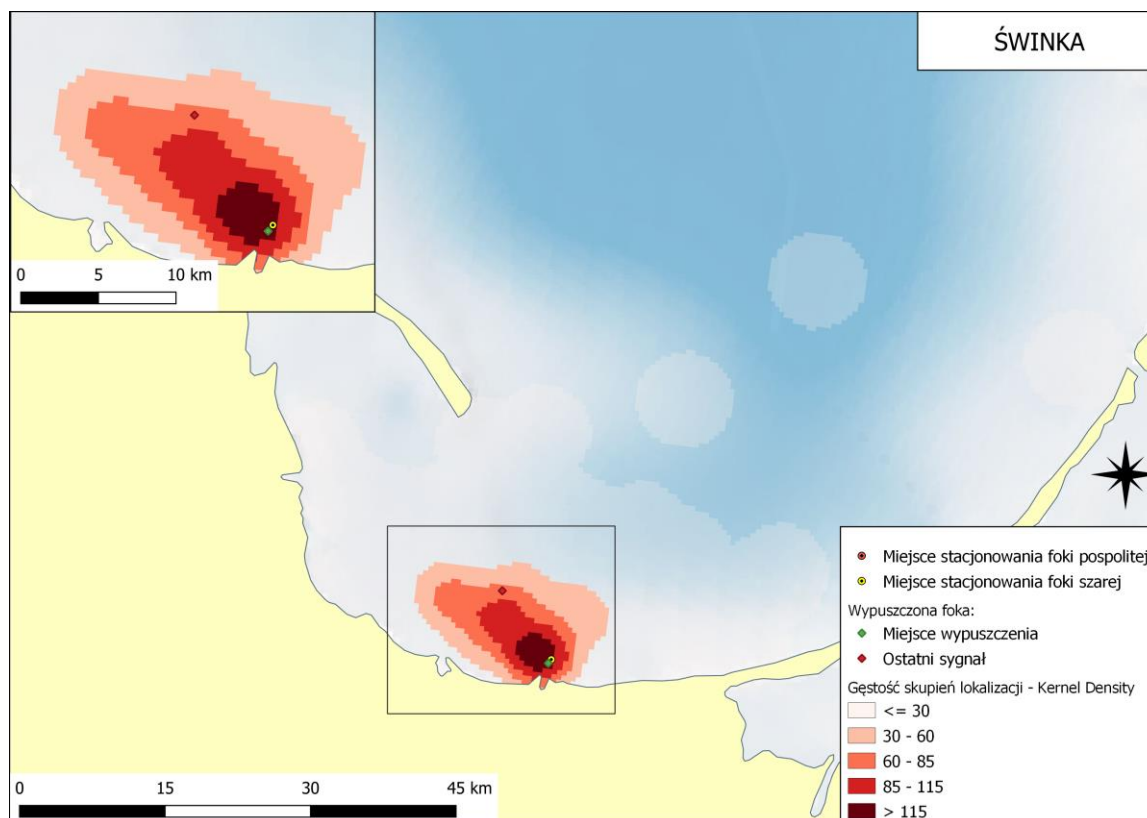 ŚWINKA
0 5 10 km
Miejsce stacjonowania foki pospolitej
Miejsce stacjonowania foki szarej
Wypuszczona foka:
Miejsce wypuszczenia
Ostatni sygnał
Gęstość skupień lokalizacji - Kernel Density
<= 30
30 - 60
60 - 85
85 - 115
> 115
0 15 30 45 km